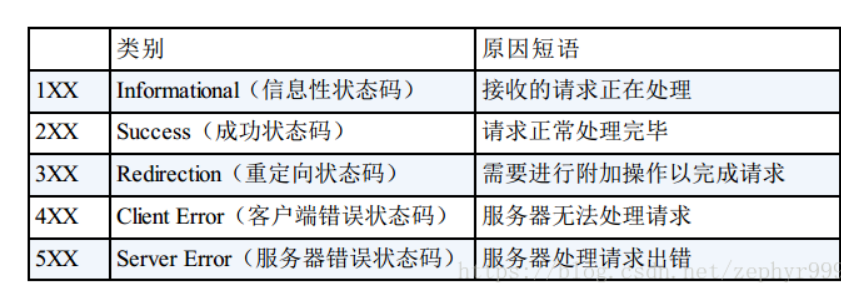 类别 原因短语
1XX Informational（信息性状态码） 接收的请求正在处理
2XX Success（成功状态码） 请求正常处理完毕
3XX Redirection（重定向状态码） 需要进行附加操作以完成请求
4XX Client Error（客户端错误状态码） 服务器无法处理请求
5XX Server Error（服务器错误状态码） 服务器处理请求出错
https://blog.csdn.net/zephyr999